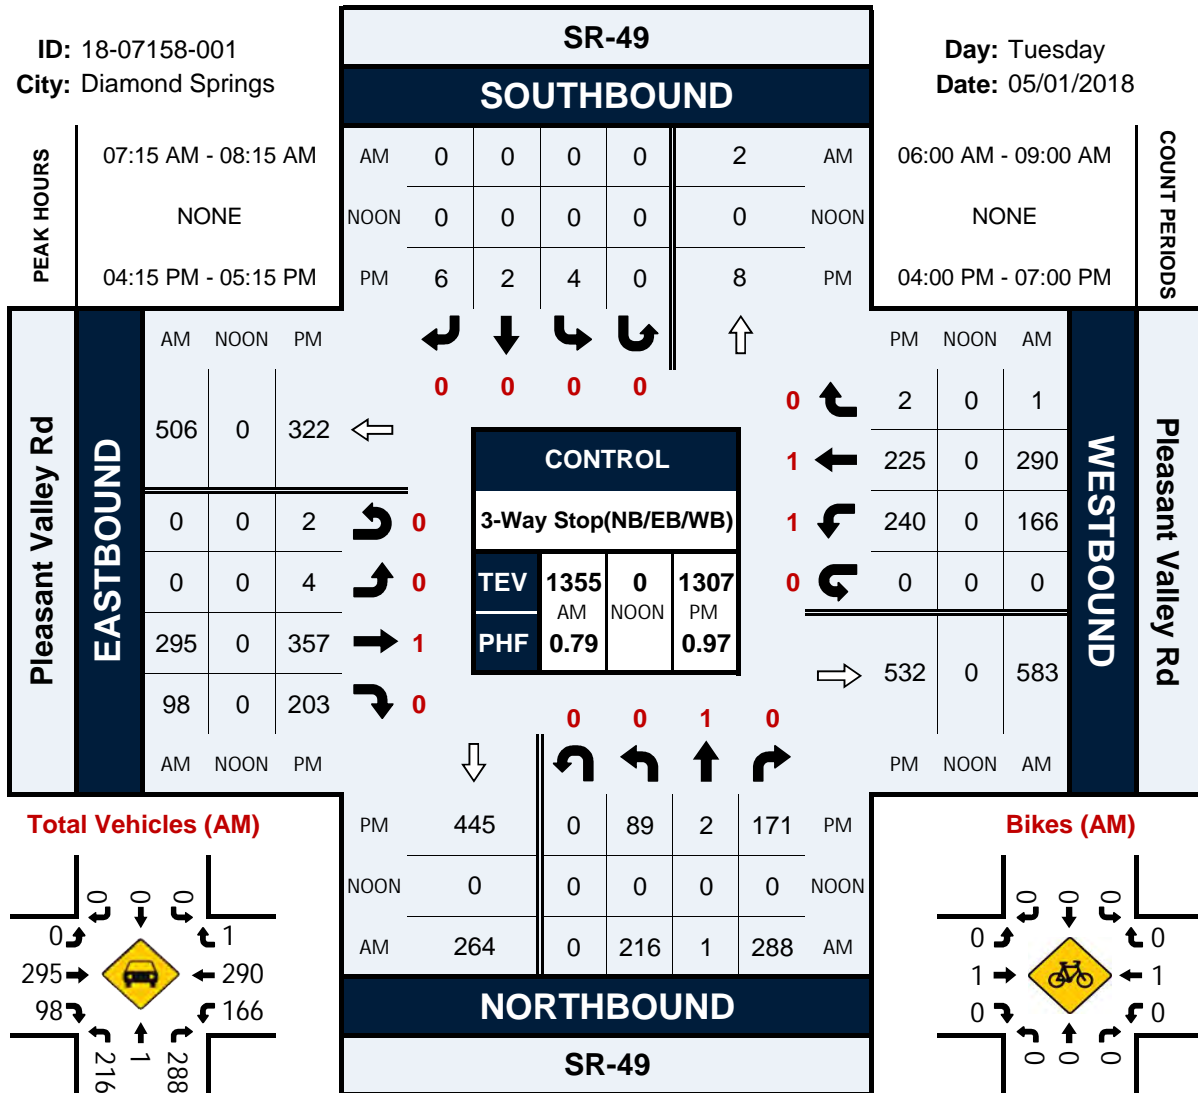 ID: 18-07158-001
City: Diamond Springs
SR-49
SOUTHBOUND
Day: Tuesday
Date: 05/01/2018
PEAK HOURS
07:15 AM - 08:15 AM
NONE
04:15 PM - 05:15 PM
AM 0 0 0 0 2 AM
NOON 0 0 0 0 0 NOON
PM 6 2 4 0 8 PM
06:00 AM - 09:00 AM
NONE
04:00 PM - 07:00 PM
COUNT PERIODS
0 0 0 0
Pleasant Valley Rd
EASTBOUND
AM NOON PM
506 0 322
0 0 2 0
0 0 4 0
295 0 357 1
98 0 203 0
AM NOON PM
CONTROL
3-Way Stop(NB/EB/WB)
TEV 1355 0 1307
AM NOON PM
PHF 0.79 0.97
PM NOON AM
0 2 0 1
1 225 0 290
1 240 0 166
0 0 0 0
532 0 583
PM NOON AM
WESTBOUND
Pleasant Valley Rd
0 0 1 0
PM 445 0 89 2 171 PM
NOON 0 0 0 0 0 NOON
AM 264 0 216 1 288 AM
NORTHBOUND
SR-49
Total Vehicles (AM)
0 0 0
0 1
295 290
98 166
216 1 288
Bikes (AM)
0 0 0
0 0
1 1
0 0
0 0 0